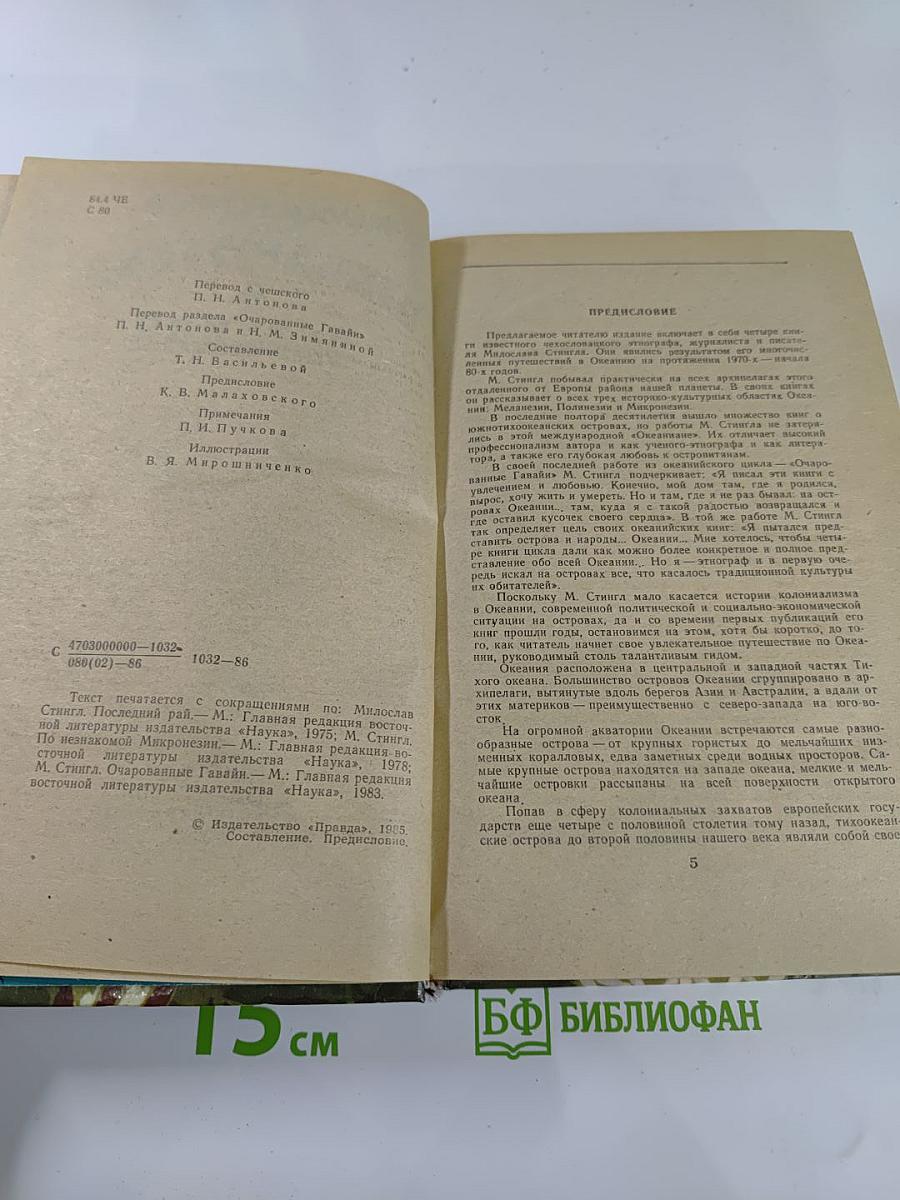 84.4 ЧЕ
С 80
Перевод с чешского
П. Н. Антонова
Перевод раздела «Очарованные Гавайи»
П. Н. Антонова и Н. М. Зимяниной
Составление
Т. Н. Васильевой
Предисловие
К. В. Малаховского
Примечания
П. И. Пучкова
Иллюстрации
В. Я. Мирошниченко
С 4703000000—1032
080(02)—86
1032—86
Текст печатается с сокращениями по: Милослав
Стингл. Последний рай.— М.: Главная редакция восточ-
ной литературы издательства «Наука», 1975; М. Стингл.
По незнакомой Микронезии.— М.: Главная редакция во-
сточной литературы издательства «Наука», 1978;
М. Стингл. Очарованные Гавайи.— М.: Главная редакция
восточной литературы издательства «Наука», 1983.
© Издательство «Правда», 1985.
Составление. Предисловие.
ПРЕДИСЛОВИЕ
Предлагаемое читателю издание включает в себя четыре кни-
ги известного чехословацкого этнографа, журналиста и писате-
ля Милослава Стингла. Они явились результатом его многочис-
ленных путешествий в Океанию на протяжении 1970-х — начала
80-х годов.
М. Стингл побывал практически на всех архипелагах этого
отдаленного от Европы района нашей планеты. В своих книгах
он рассказывает о всех трех историко-культурных областях Океа-
нии: Меланезии, Полинезии и Микронезии.
В последние полтора десятилетия вышло множество книг о
южнотихоокеанских островах, но работы М. Стингла не затеря-
лись в этой международной «Океаниане». Их отличает высокий
профессионализм автора и как ученого-этнографа и как литера-
тора, а также его глубокая любовь к островитянам.
В своей последней работе из океанийского цикла — «Очаро-
ванные Гавайи» М. Стингл подчеркивает: «Я писал эти книги с
увлечением и любовью. Конечно, мой дом там, где я родился,
вырос, хочу жить и умереть. Но и там, где я не раз бывал: на ост-
ровах Океании... там, куда я с такой радостью возвращался и
где оставил кусочек своего сердца». В той же работе М. Стингл
так определяет цель своих океанийских книг: «Я пытался пред-
ставить острова и народы... Океании... Мне хотелось, чтобы четы-
ре книги цикла дали как можно более конкретное и полное пред-
ставление обо всей Океании... Но я — этнограф и в первую оче-
редь искал на островах все, что касалось традиционной культуры
их обитателей».
Поскольку М. Стингл мало касается истории колониализма
в Океании, современной политической и социально-экономической
ситуации на островах, да и со времени первых публикаций его
книг прошли годы, остановимся на этом, хотя бы коротко, до то-
го, как читатель начнет свое увлекательное путешествие по Океа-
нии, руководимый столь талантливым гидом.
Океания расположена в центральной и западной частях Ти-
хого океана. Большинство островов Океании сгруппировано в ар-
хипелаги, вытянутые вдоль берегов Азии и Австралии, а вдали от
этих материков — преимущественно с северо-запада на юго-во-
сток.
На огромной акватории Океании встречаются самые разно-
образные острова — от крупных гористых до мельчайших низ-
менных коралловых, едва заметных среди водных просторов. Са-
мые крупные острова находятся на западе океана, мелкие и мель-
чайшие островки рассыпаны на всей поверхности открытого
океана.
Попав в сферу колониальных захватов европейских госу-
дарств еще четыре с половиной столетия тому назад, тихоокеан-
ские острова до второй половины нашего века являли собой свое-
5
15 см
БФ БИБЛИОФАН